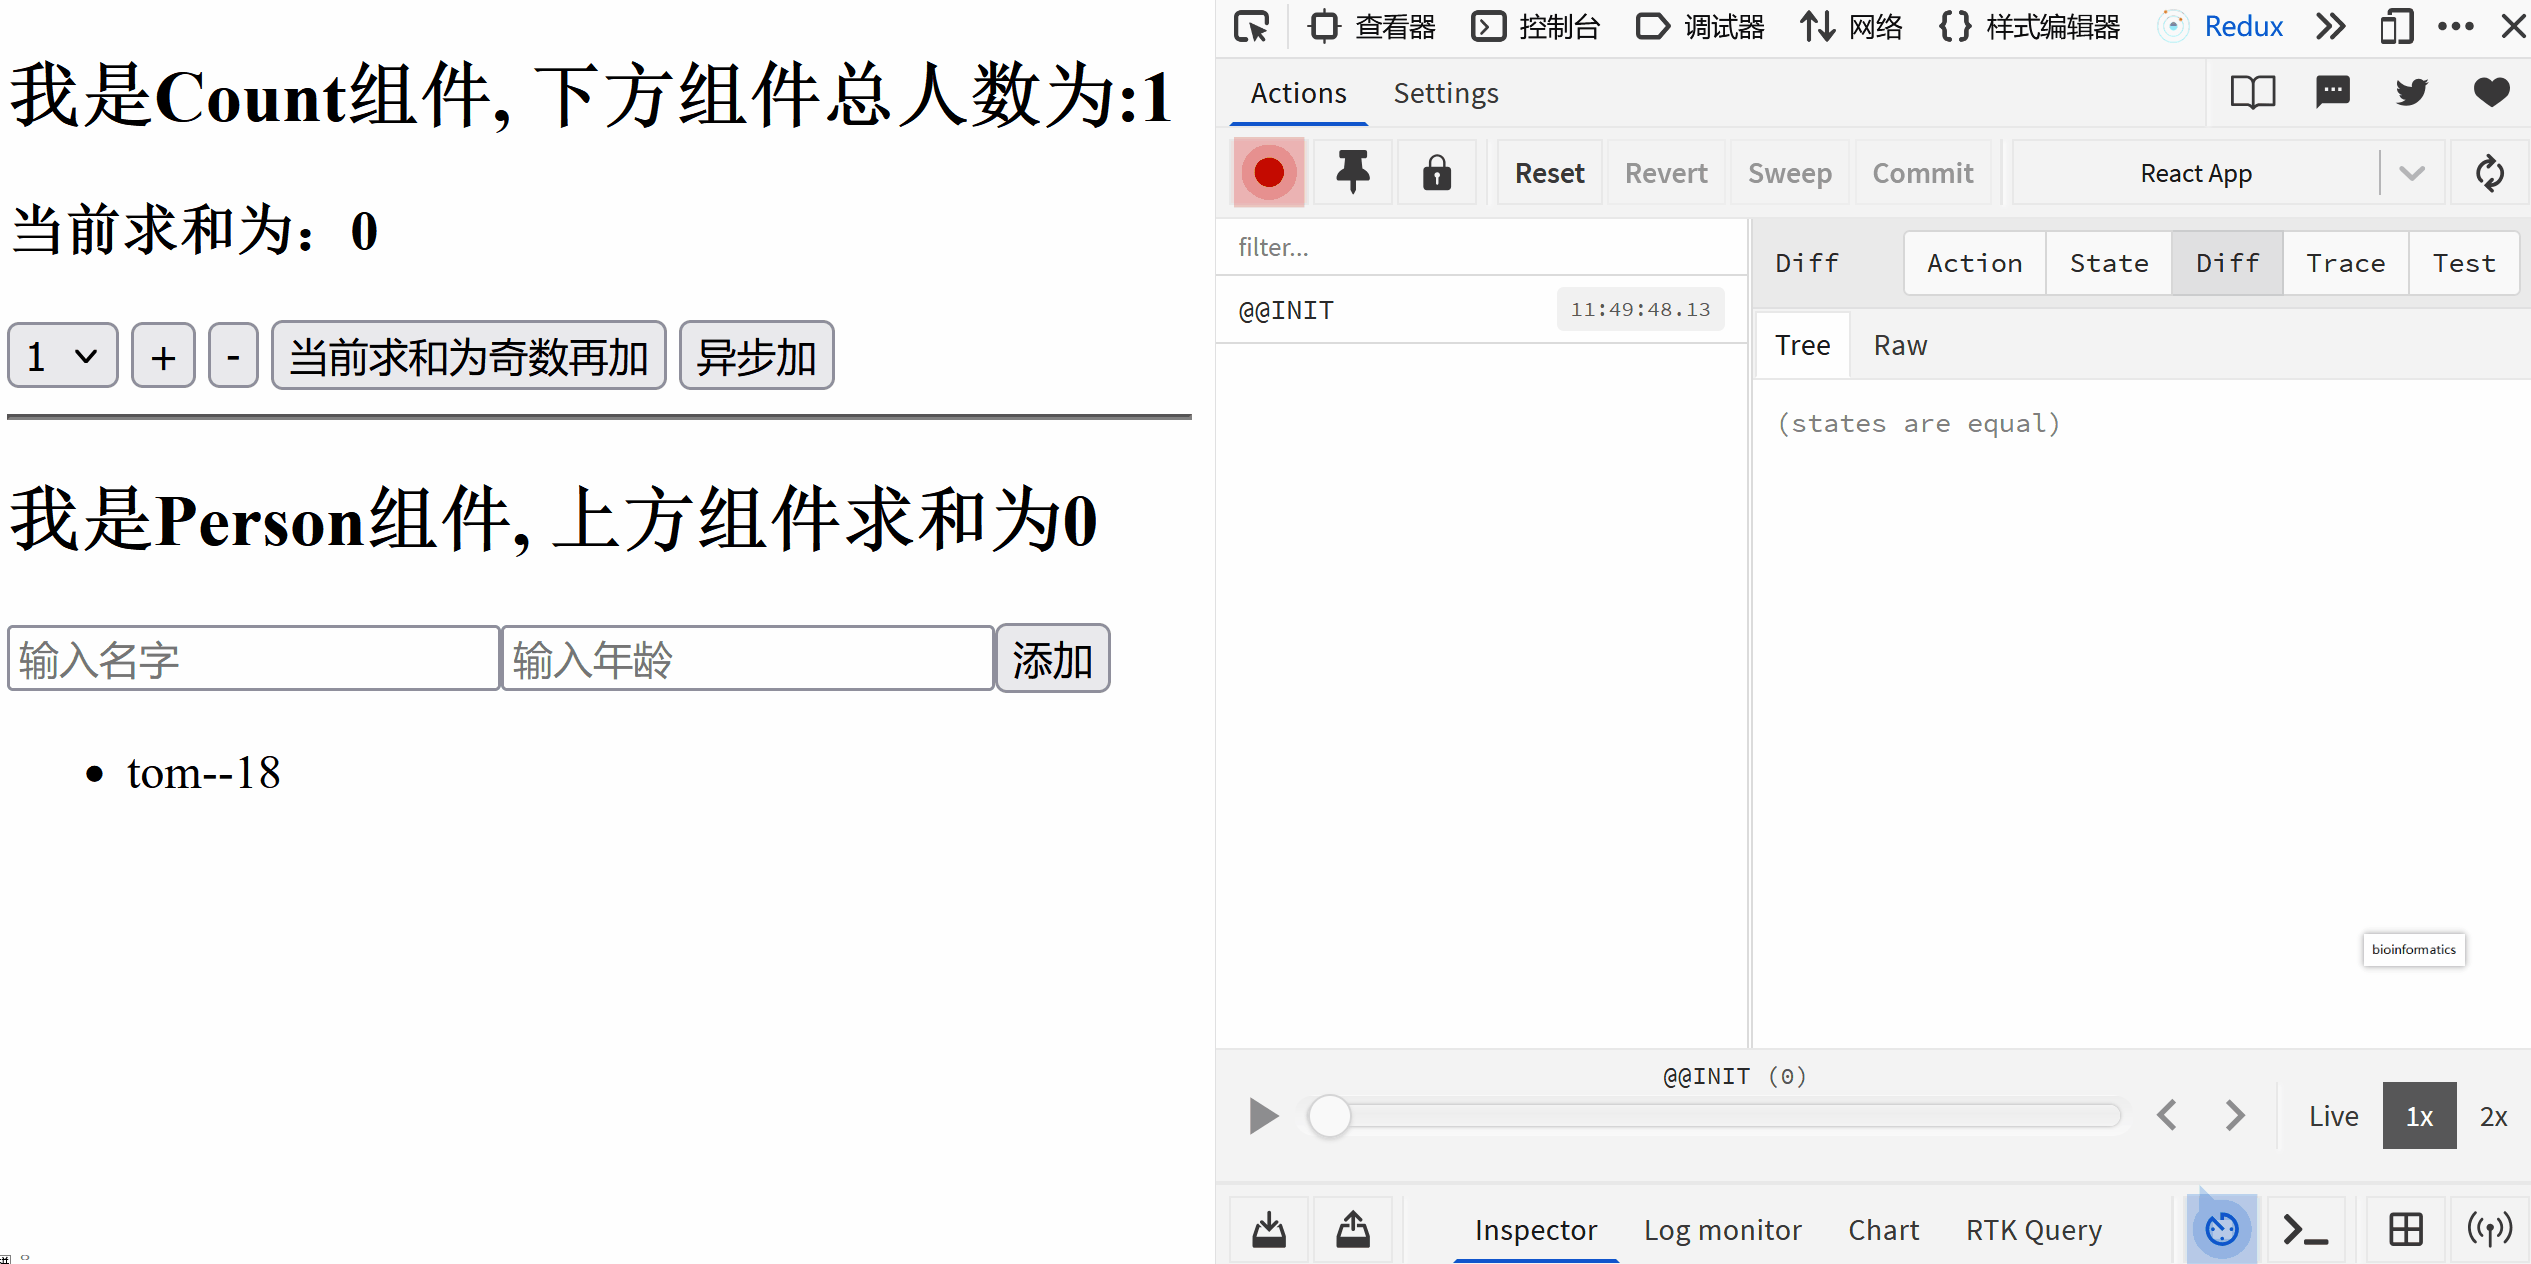 我是Count组件, 下方组件总人数为:1
当前求和为：0
1 + - 当前求和为奇数再加 异步加
我是Person组件, 上方组件求和为0
输入名字 输入年龄 添加
tom--18
查看器 控制台 调试器 网络 样式编辑器 Redux
Actions Settings
Reset Revert Sweep Commit React App
filter...
@@INIT 11:49:48.13
Diff Action State Diff Trace Test
Tree Raw
(states are equal)
bioinformatics
@@INIT (0)
Live 1x 2x
Inspector Log monitor Chart RTK Query